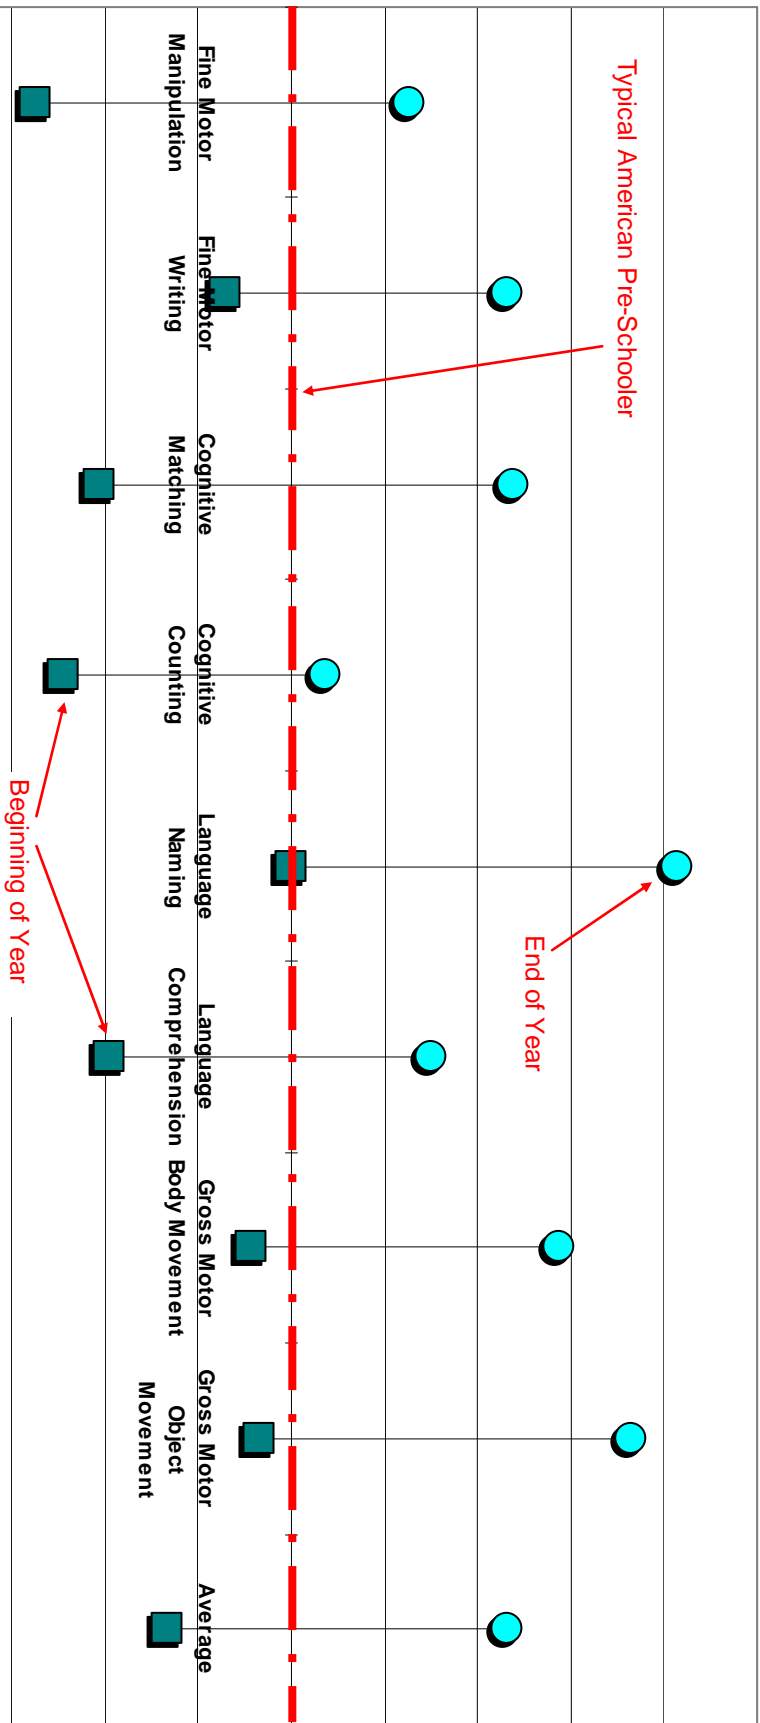 Typical American Pre-Schooler
End of Year
Fine Motor
Manipulation
Fine Motor
Writing
Cognitive
Matching
Cognitive
Counting
Language
Naming
Language
Comprehension
Gross Motor
Body Movement
Gross Motor
Object
Movement
Average
Beginning of Year